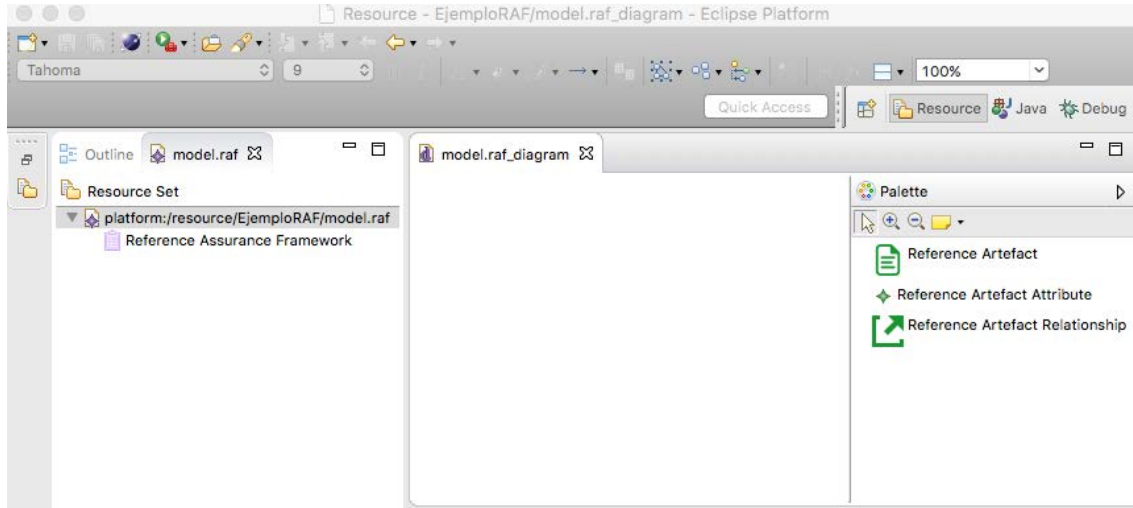 Resource - EjemploRAF/model.raf_diagram - Eclipse Platform
Tahoma 9 100%
Quick Access Resource Java Debug
Outline model.raf
Resource Set
platform:/resource/EjemploRAF/model.raf
Reference Assurance Framework
model.raf_diagram
Palette
Reference Artefact
Reference Artefact Attribute
Reference Artefact Relationship